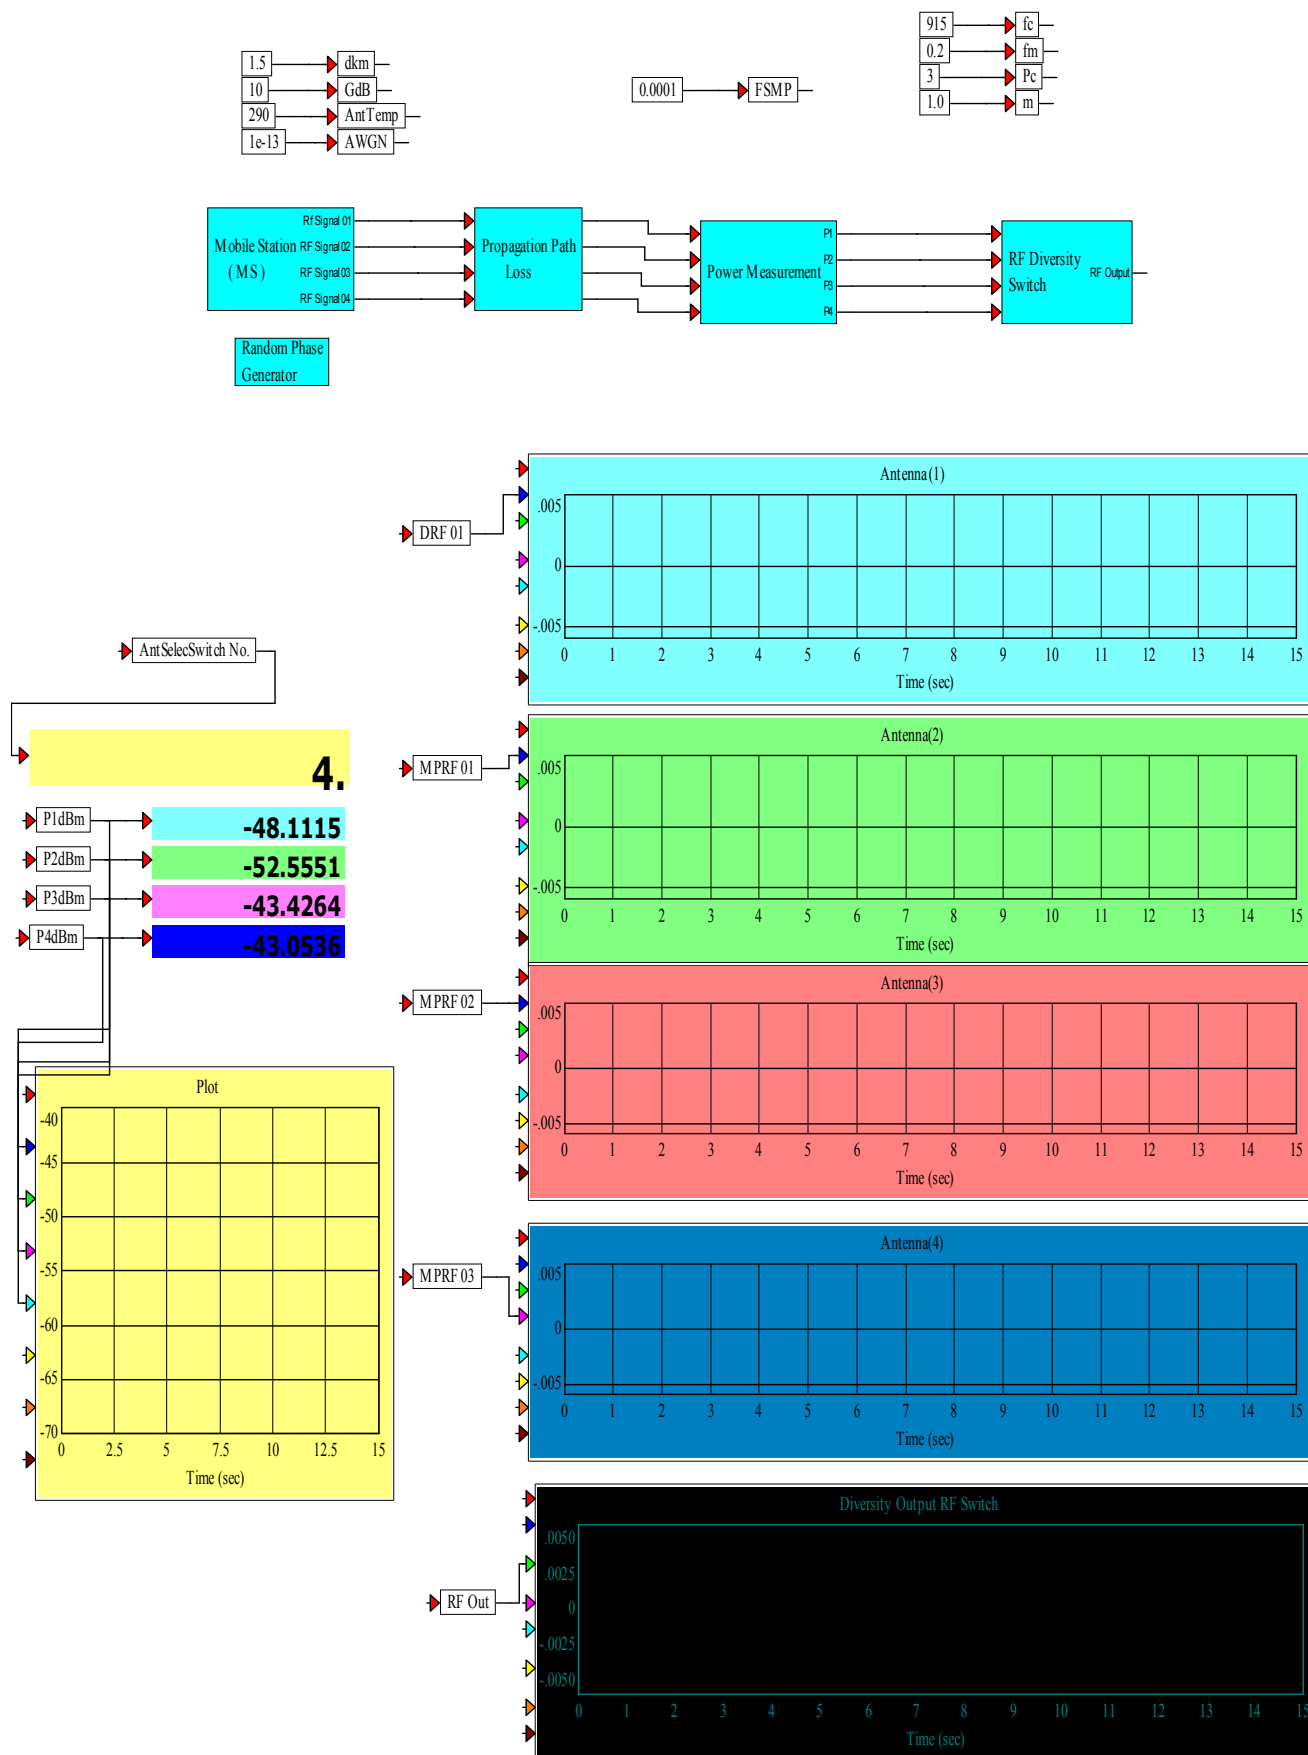 1.5 dkm
10 GdB
290 AntTemp
1e-13 AWGN
0.0001 FSMP
915 fc
0.2 fm
3 Pc
1.0 m
Mobile Station
(MS)
Rf Signal 01
RF Signal 02
RF Signal 03
RF Signal 04
Propagation Path
Loss
Power Measurement
P1
P2
P3
P4
RF Diversity
Switch
RF Output
Random Phase
Generator
DRF 01
Antenna(1)
.005
0
-.005
0 1 2 3 4 5 6 7 8 9 10 11 12 13 14 15
Time (sec)
AntSelecSwitch No.
4.
P1dBm -48.1115
P2dBm -52.5551
P3dBm -43.4264
P4dBm -43.0536
MPRF 01
Antenna(2)
.005
0
-.005
0 1 2 3 4 5 6 7 8 9 10 11 12 13 14 15
Time (sec)
MPRF 02
Antenna(3)
.005
0
-.005
0 1 2 3 4 5 6 7 8 9 10 11 12 13 14 15
Time (sec)
Plot
-40
-45
-50
-55
-60
-65
-70
0 2.5 5 7.5 10 12.5 15
Time (sec)
MPRF 03
Antenna(4)
.005
0
-.005
0 1 2 3 4 5 6 7 8 9 10 11 12 13 14 15
Time (sec)
RF Out
Diversity Output RF Switch
.0050
.0025
0
-.0025
-.0050
0 1 2 3 4 5 6 7 8 9 10 11 12 13 14 15
Time (sec)